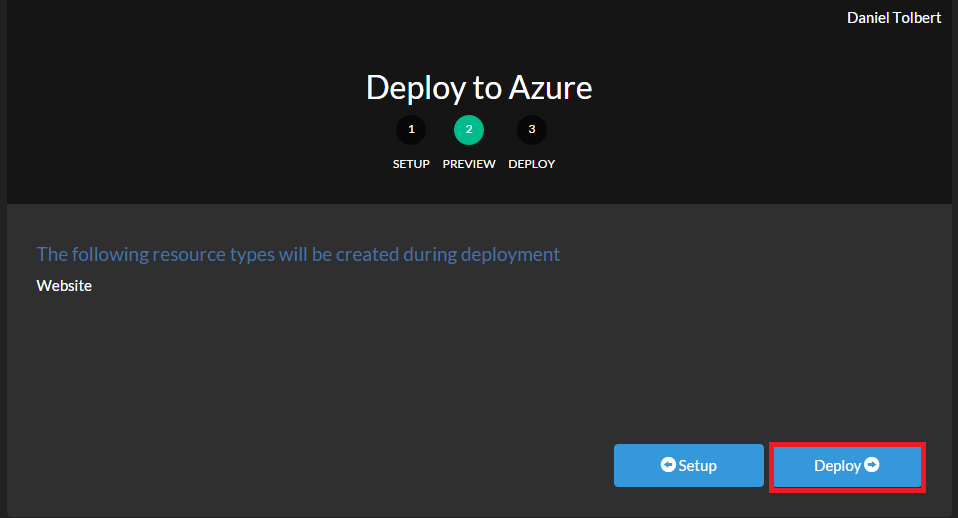 Daniel Tolbert
Deploy to Azure
1 2 3
SETUP PREVIEW DEPLOY
The following resource types will be created during deployment
Website
Setup Deploy